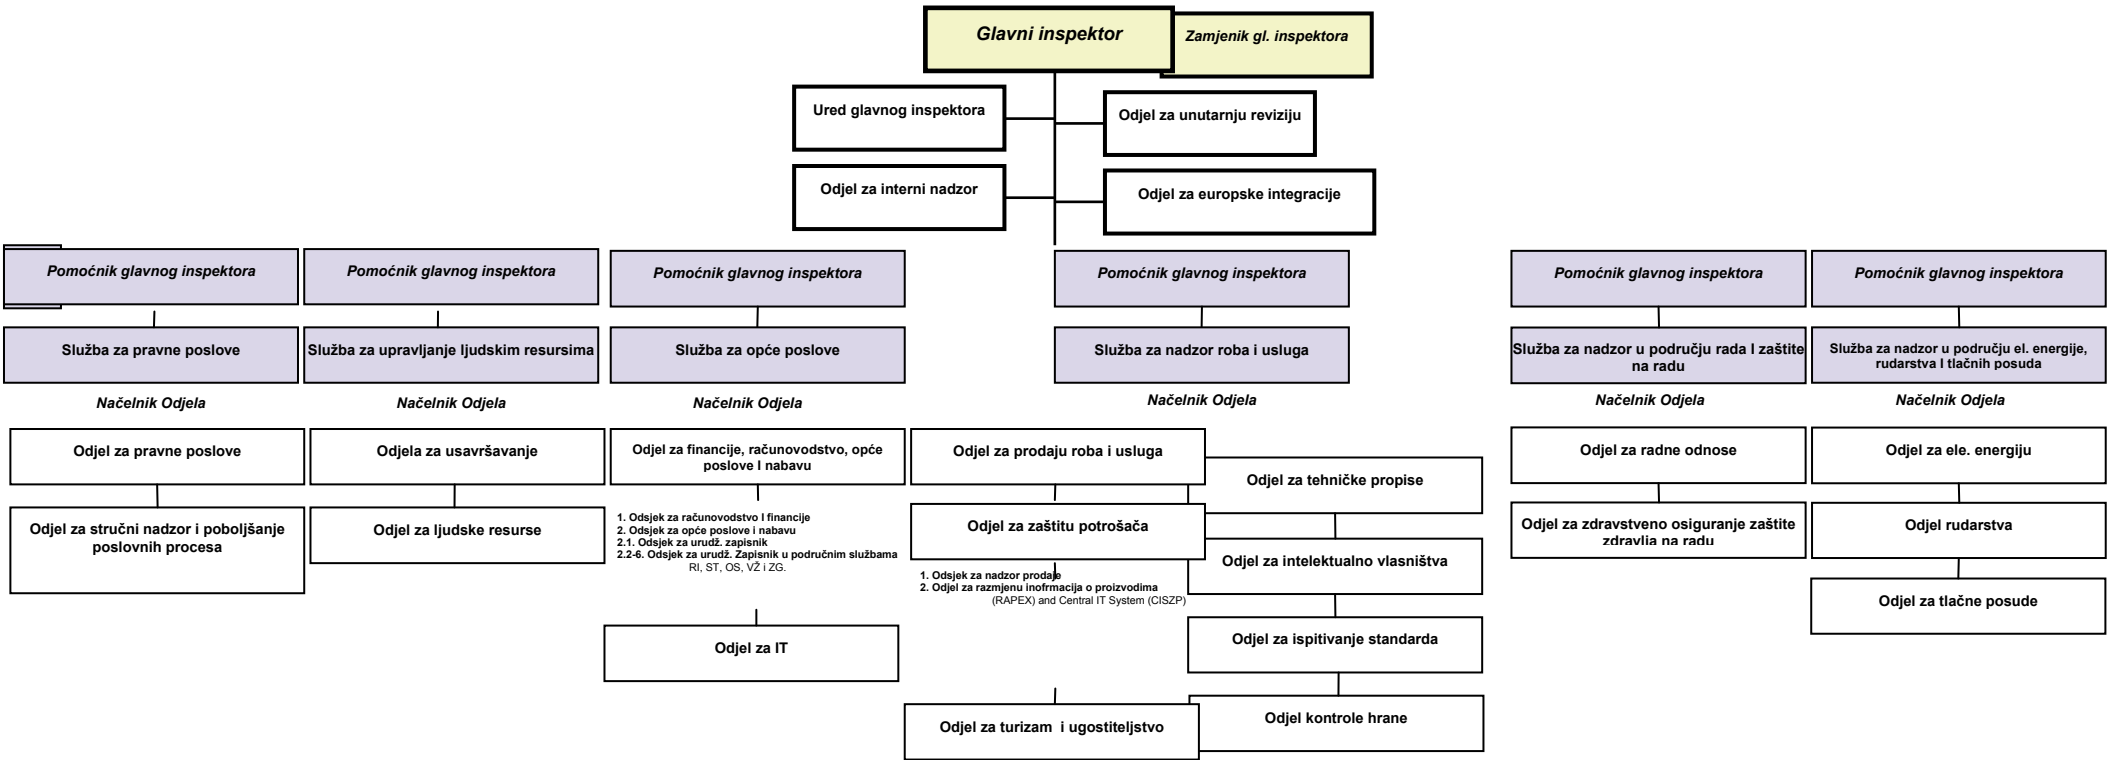 Glavni inspektor
Zamjenik gl. inspektora
Ured glavnog inspektora
Odjel za unutarnju reviziju
Odjel za interni nadzor
Odjel za europske integracije
Pomoćnik glavnog inspektora
Pomoćnik glavnog inspektora
Pomoćnik glavnog inspektora
Pomoćnik glavnog inspektora
Pomoćnik glavnog inspektora
Pomoćnik glavnog inspektora
Služba za pravne poslove
Služba za upravljanje ljudskim resursima
Služba za opće poslove
Služba za nadzor roba i usluga
Služba za nadzor u području rada I zaštite
na radu
Služba za nadzor u području el. energije,
rudarstva I tlačnih posuda
Načelnik Odjela
Načelnik Odjela
Načelnik Odjela
Načelnik Odjela
Načelnik Odjela
Načelnik Odjela
Odjel za pravne poslove
Odjel za stručni nadzor i poboljšanje
poslovnih procesa
Odjela za usavršavanje
Odjel za ljudske resurse
Odjel za financije, računovodstvo, opće
poslove I nabavu
1. Odsjek za računovodstvo I financije
2. Odsjek za opće poslove i nabavu
2.1. Odsjek za urudž. zapisnik
2.2-6. Odsjek za urudž. Zapisnik u područnim službama
RI, ST, OS, VŽ i ZG.
Odjel za IT
Odjel za prodaju roba i usluga
Odjel za zaštitu potrošača
1. Odsjek za nadzor prodaje
2. Odjel za razmjenu inofrmacija o proizvodima
(RAPEX) and Central IT System (CISZP)
Odjel za turizam i ugostiteljstvo
Odjel za tehničke propise
Odjel za intelektualno vlasništva
Odjel za ispitivanje standarda
Odjel kontrole hrane
Odjel za radne odnose
Odjel za zdravstveno osiguranje zaštite
zdravlja na radu
Odjel za ele. energiju
Odjel rudarstva
Odjel za tlačne posude